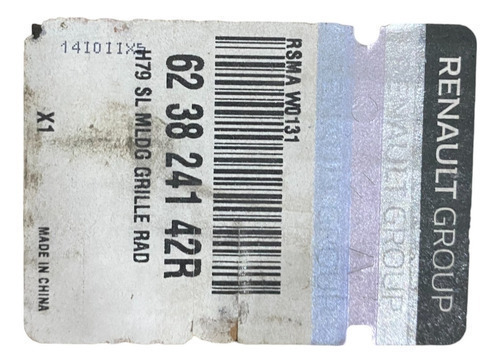 RENAULT GROUP
RENAULT GROUP
RSMA W0131
62 38 241 42R
H79 SL MLDG GRILLE RAD
X1
MADE IN CHINA